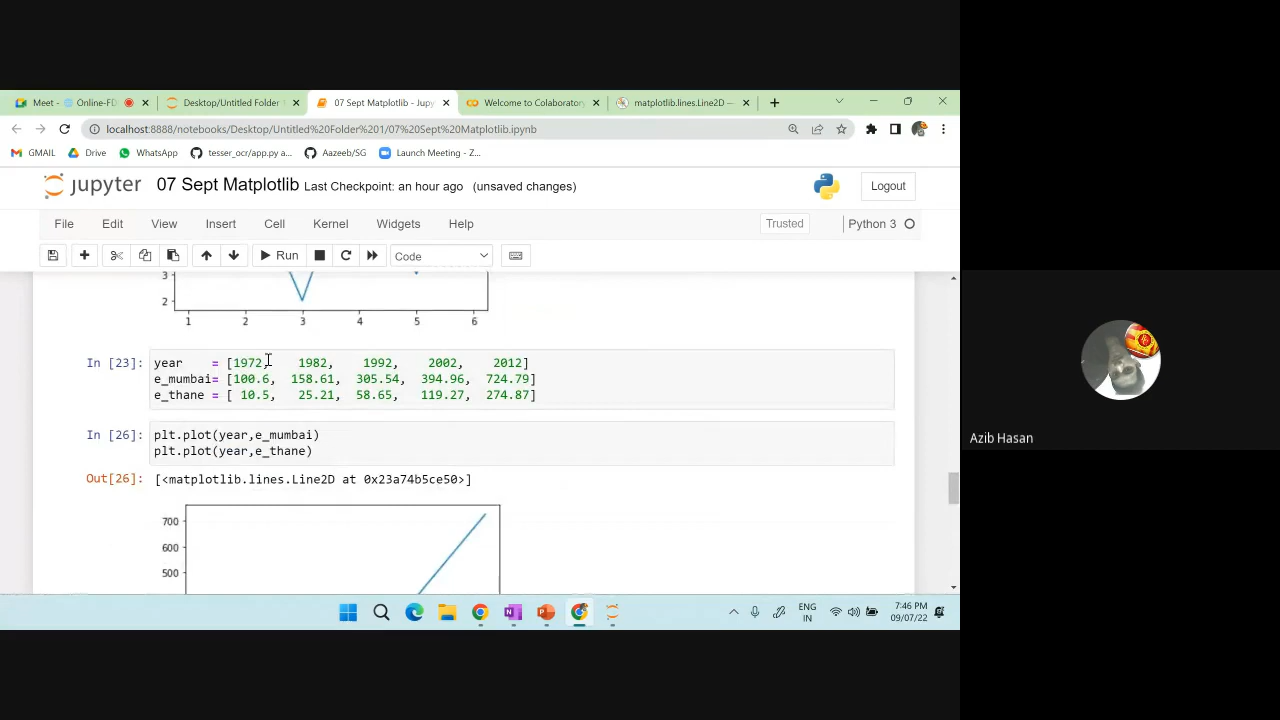 Meet - Online-FD
Desktop/Untitled Folder
07 Sept Matplotlib - Jupy
Welcome to Colaboratory
matplotlib.lines.Line2D —
localhost:8888/notebooks/Desktop/Untitled%20Folder%201/07%20Sept%20Matplotlib.ipynb
GMAIL Drive WhatsApp tesser_ocr/app.py a... Aazeeb/SG Launch Meeting - Z...
jupyter 07 Sept Matplotlib Last Checkpoint: an hour ago (unsaved changes) Logout
File Edit View Insert Cell Kernel Widgets Help Trusted Python 3
Run Code
3
2
1 2 3 4 5 6
In [23]: year = [1972, 1982, 1992, 2002, 2012]
e_mumbai= [100.6, 158.61, 305.54, 394.96, 724.79]
e_thane = [ 10.5, 25.21, 58.65, 119.27, 274.87]
In [26]: plt.plot(year,e_mumbai)
plt.plot(year,e_thane)
Out[26]: [<matplotlib.lines.Line2D at 0x23a74b5ce50>]
700
600
500
ENG
IN
7:46 PM
09/07/22
Azib Hasan